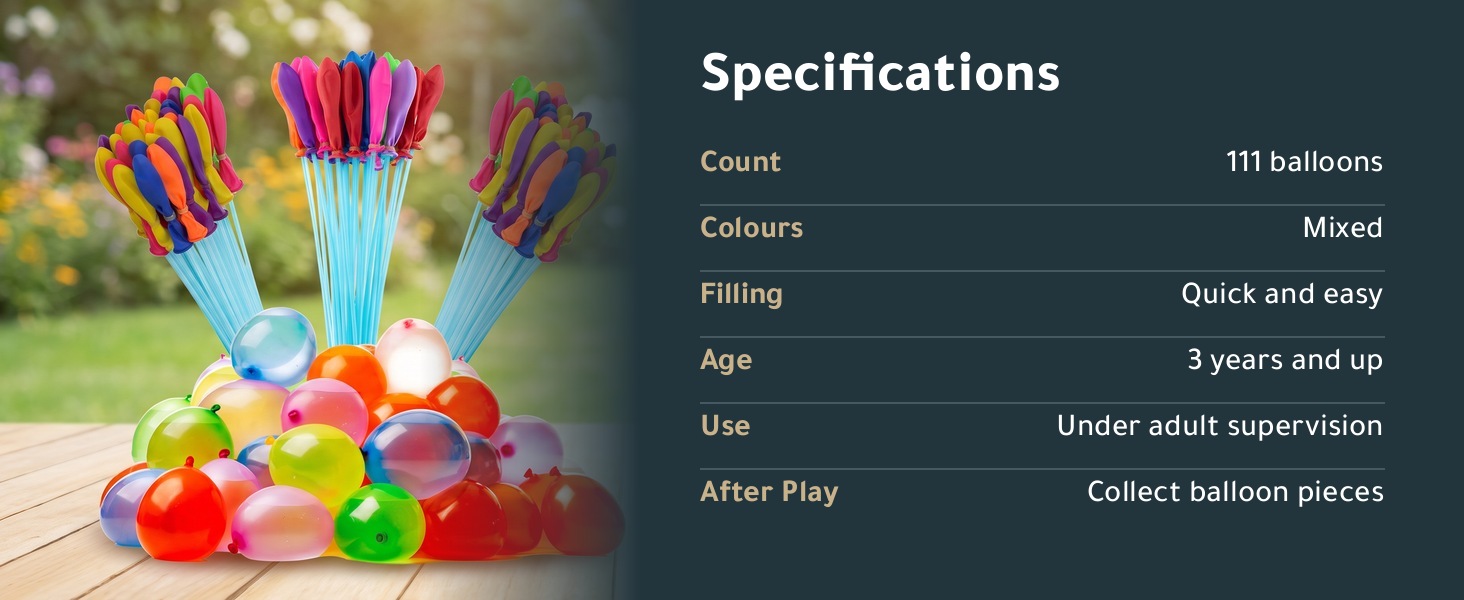 Specifications
Count 111 balloons
Colours Mixed
Filling Quick and easy
Age 3 years and up
Use Under adult supervision
After Play Collect balloon pieces